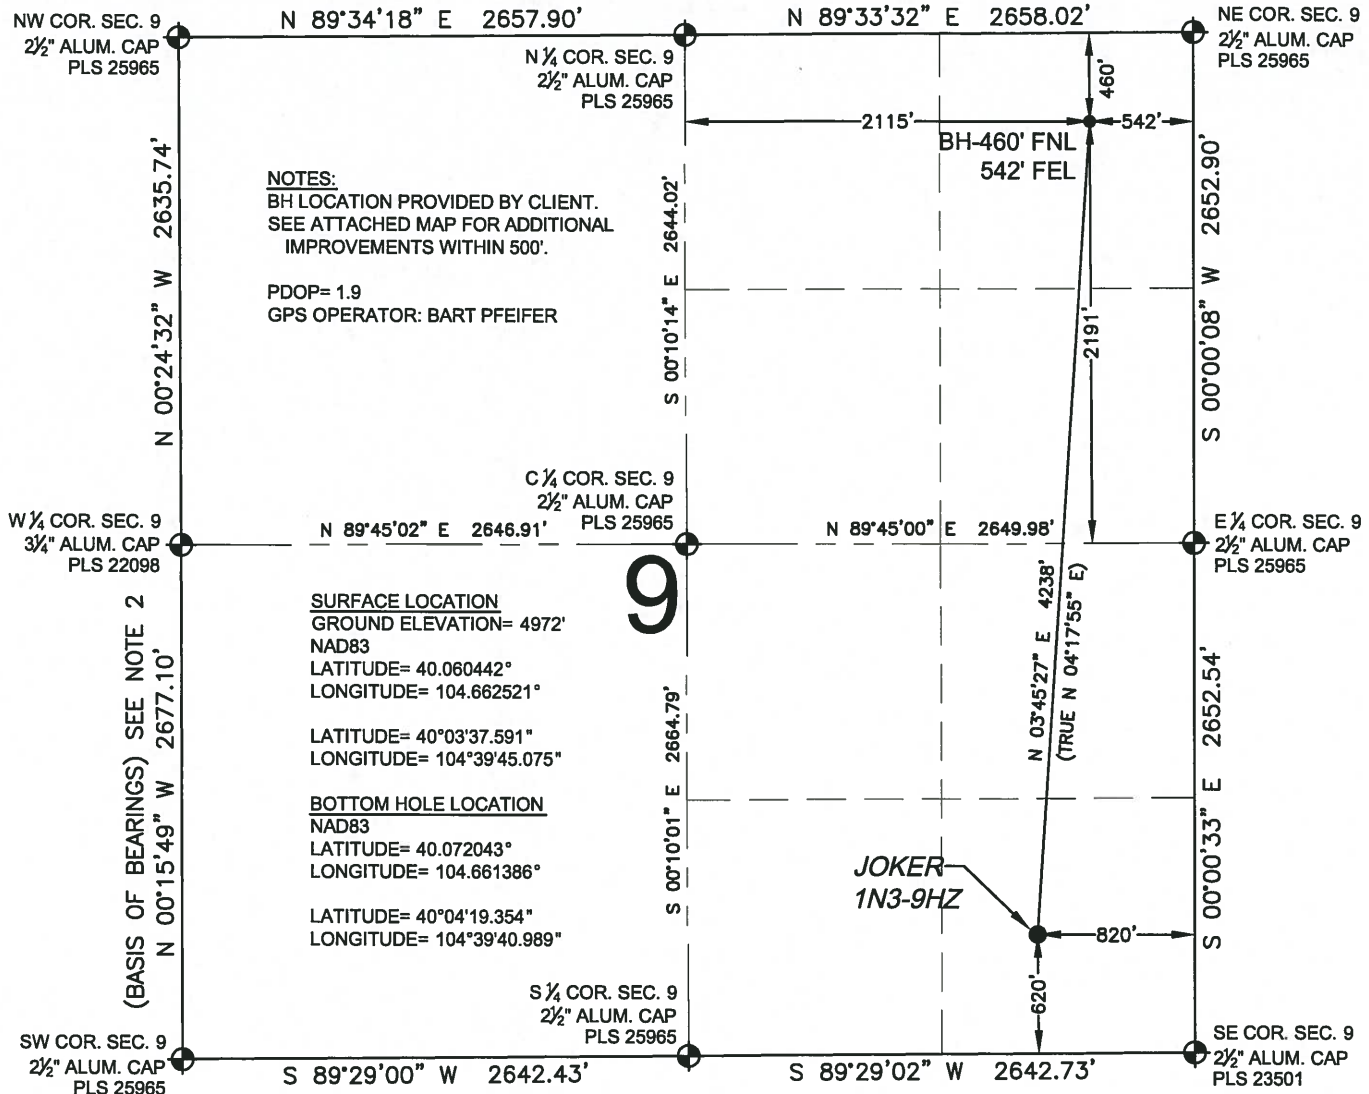 N 89°34'18" E 2657.90'
N 89°33'32" E 2658.02'
NW COR. SEC. 9
2½" ALUM. CAP
PLS 25965
N ¼ COR. SEC. 9
2½" ALUM. CAP
PLS 25965
NE COR. SEC. 9
2½" ALUM. CAP
PLS 25965
460'
2115'
542'
BH-460' FNL
542' FEL
N 00°24'32" W 2635.74'
NOTES:
BH LOCATION PROVIDED BY CLIENT.
SEE ATTACHED MAP FOR ADDITIONAL
IMPROVEMENTS WITHIN 500'.
PDOP= 1.9
GPS OPERATOR: BART PFEIFER
S 00°10'14" E 2644.02'
2191'
S 00°00'08" W 2652.90'
W ¼ COR. SEC. 9
3¼" ALUM. CAP
PLS 22098
N 89°45'02" E 2646.91'
C ¼ COR. SEC. 9
2½" ALUM. CAP
PLS 25965
N 89°45'00" E 2649.98'
E ¼ COR. SEC. 9
2½" ALUM. CAP
PLS 25965
9
(BASIS OF BEARINGS) SEE NOTE 2
N 00°15'49" W 2677.10'
SURFACE LOCATION
GROUND ELEVATION= 4972'
NAD83
LATITUDE= 40.060442°
LONGITUDE= 104.662521°
LATITUDE= 40°03'37.591"
LONGITUDE= 104°39'45.075"
BOTTOM HOLE LOCATION
NAD83
LATITUDE= 40.072043°
LONGITUDE= 104.661386°
LATITUDE= 40°04'19.354"
LONGITUDE= 104°39'40.989"
S 00°10'01" E 2664.79'
N 03°45'27" E 4238'
(TRUE N 04°17'55" E)
S 00°00'33" E 2652.54'
JOKER
1N3-9HZ
820'
620'
SW COR. SEC. 9
2½" ALUM. CAP
PLS 25965
S ¼ COR. SEC. 9
2½" ALUM. CAP
PLS 25965
SE COR. SEC. 9
2½" ALUM. CAP
PLS 23501
S 89°29'00" W 2642.43'
S 89°29'02" W 2642.73'